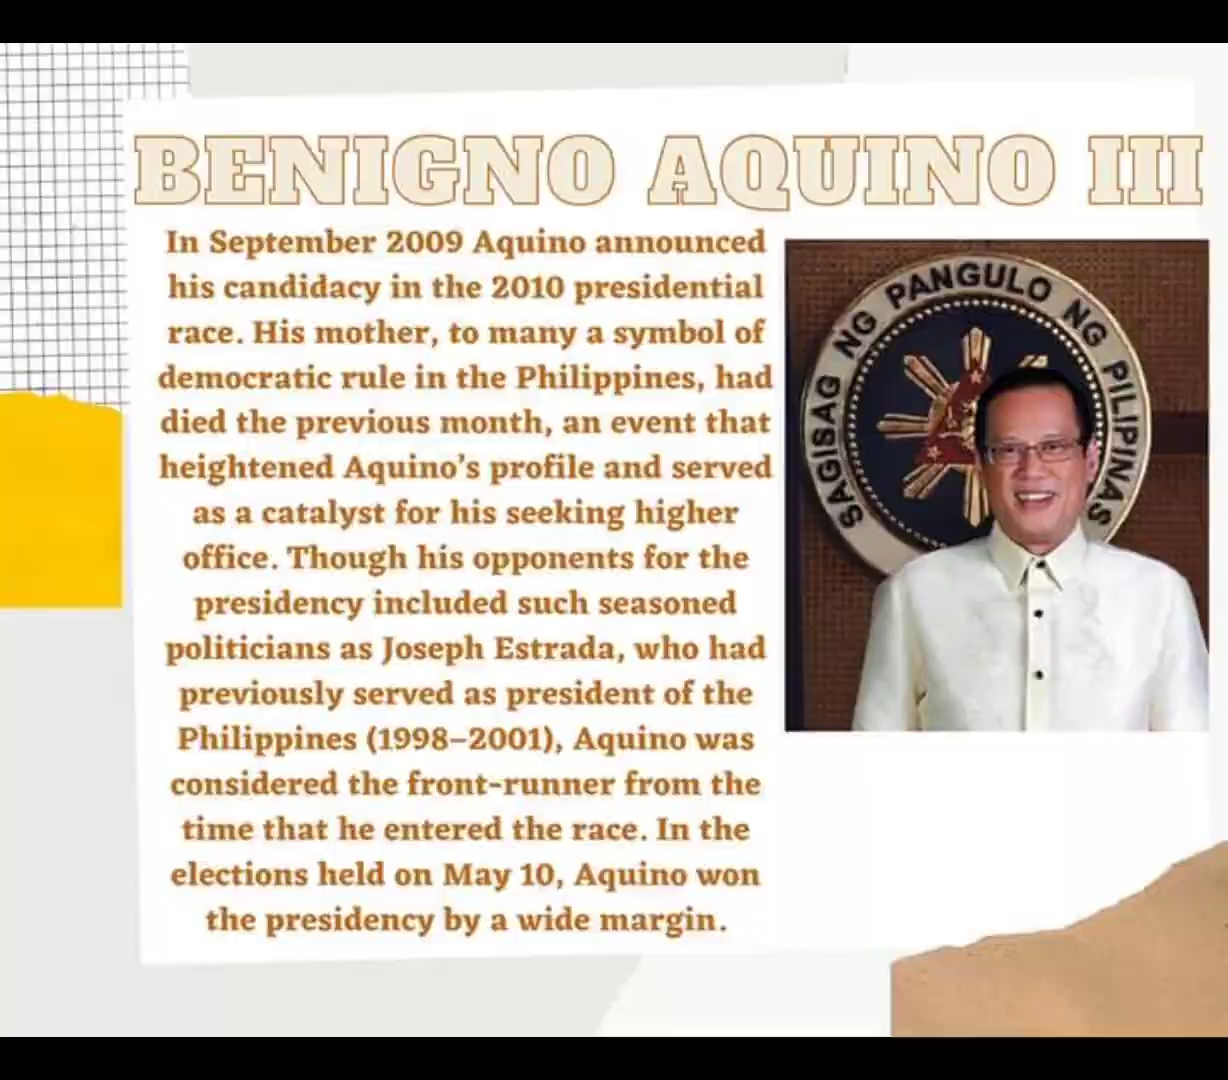 BENIGNO AQUINO III
In September 2009 Aquino announced
his candidacy in the 2010 presidential
race. His mother, to many a symbol of
democratic rule in the Philippines, had
died the previous month, an event that
heightened Aquino's profile and served
as a catalyst for his seeking higher
office. Though his opponents for the
presidency included such seasoned
politicians as Joseph Estrada, who had
previously served as president of the
Philippines (1998–2001), Aquino was
considered the front-runner from the
time that he entered the race. In the
elections held on May 10, Aquino won
the presidency by a wide margin.
SAGISAG NG PANGULO NG PILIPINAS